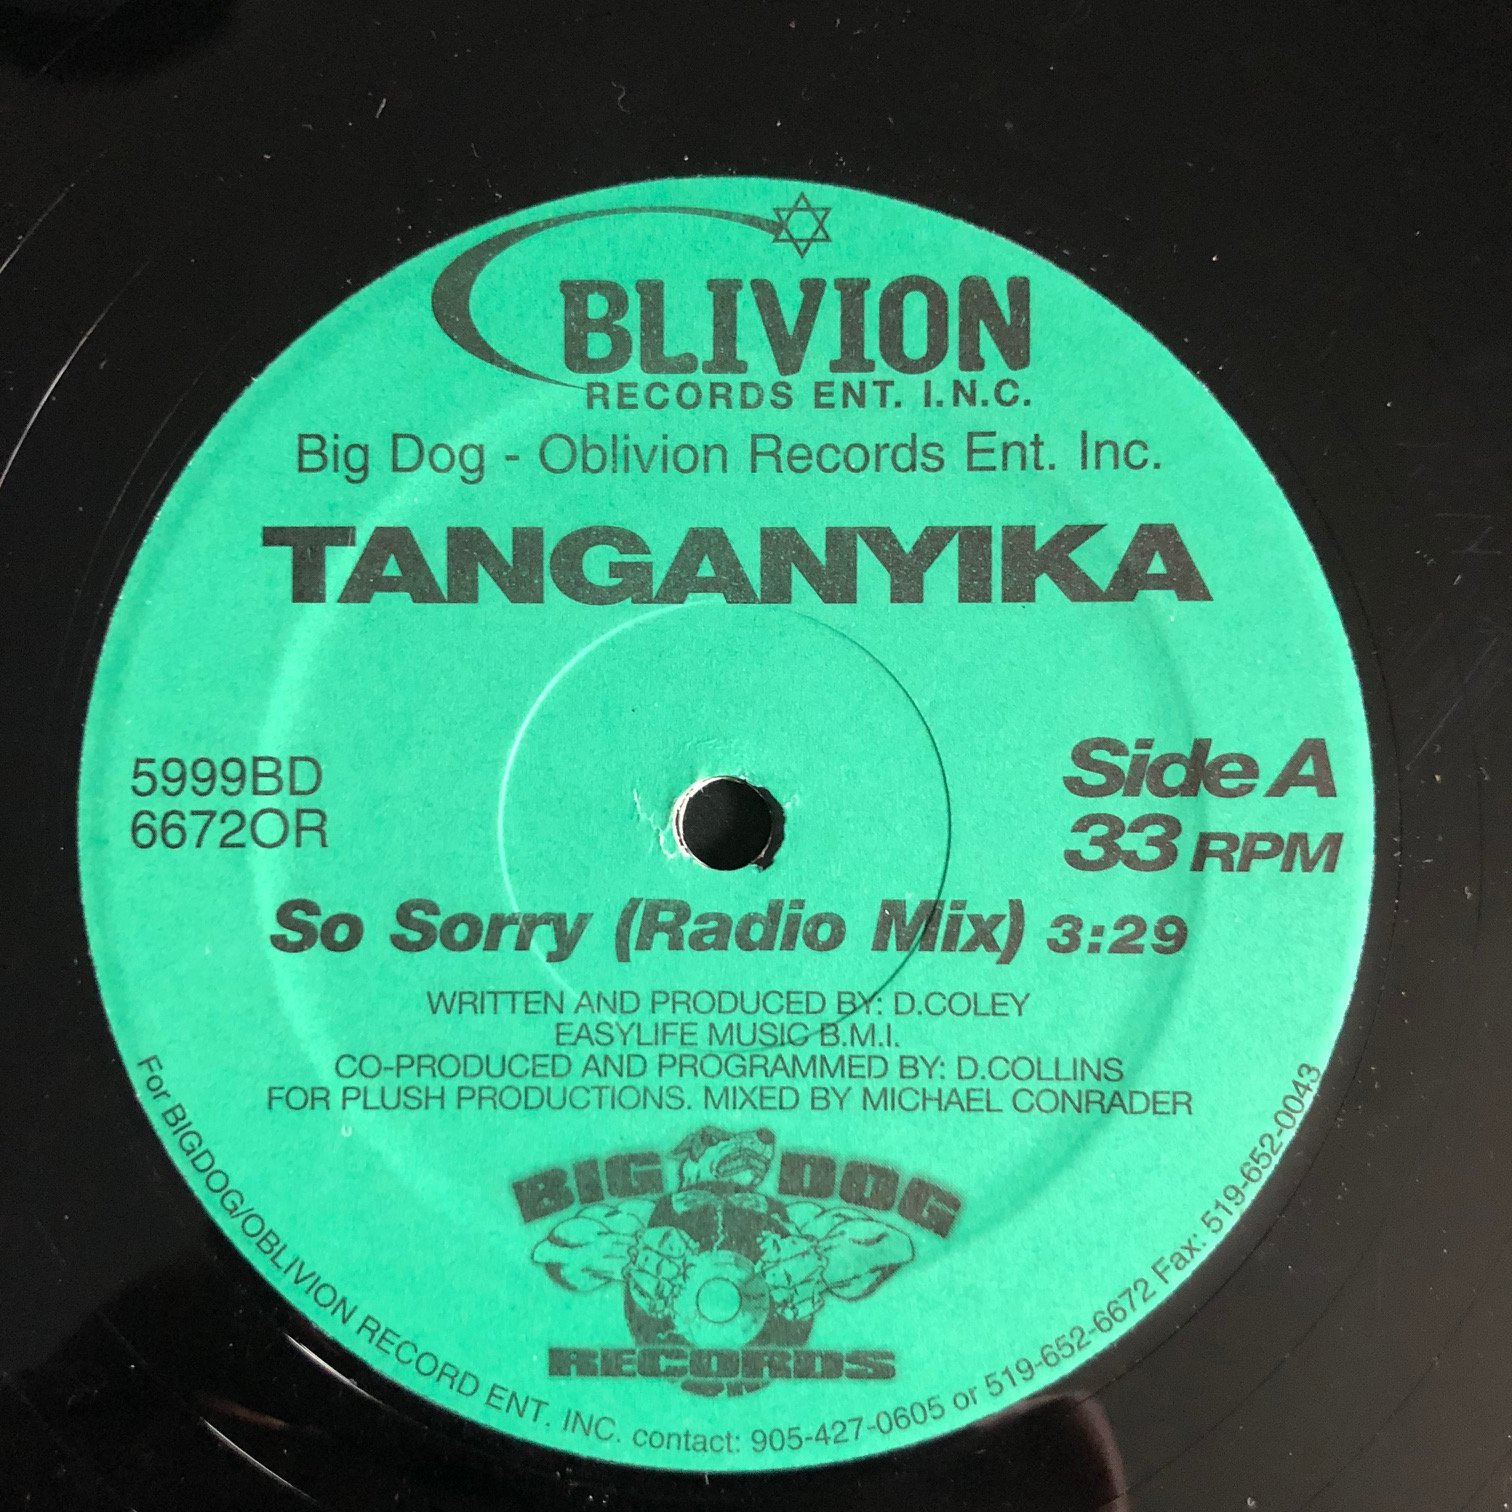 OBLIVION
RECORDS ENT. I.N.C.
Big Dog - Oblivion Records Ent. Inc.
TANGANYIKA
5999BD
6672OR
Side A
33 RPM
So Sorry (Radio Mix) 3:29
WRITTEN AND PRODUCED BY: D.COLEY
EASYLIFE MUSIC B.M.I.
CO-PRODUCED AND PROGRAMMED BY: D.COLLINS
FOR PLUSH PRODUCTIONS. MIXED BY MICHAEL CONRADER
BIG DOG
RECORDS
For BIGDOG/OBLIVION RECORD ENT. INC. contact: 905-427-0605 or 519-652-6672 Fax: 519-652-0043